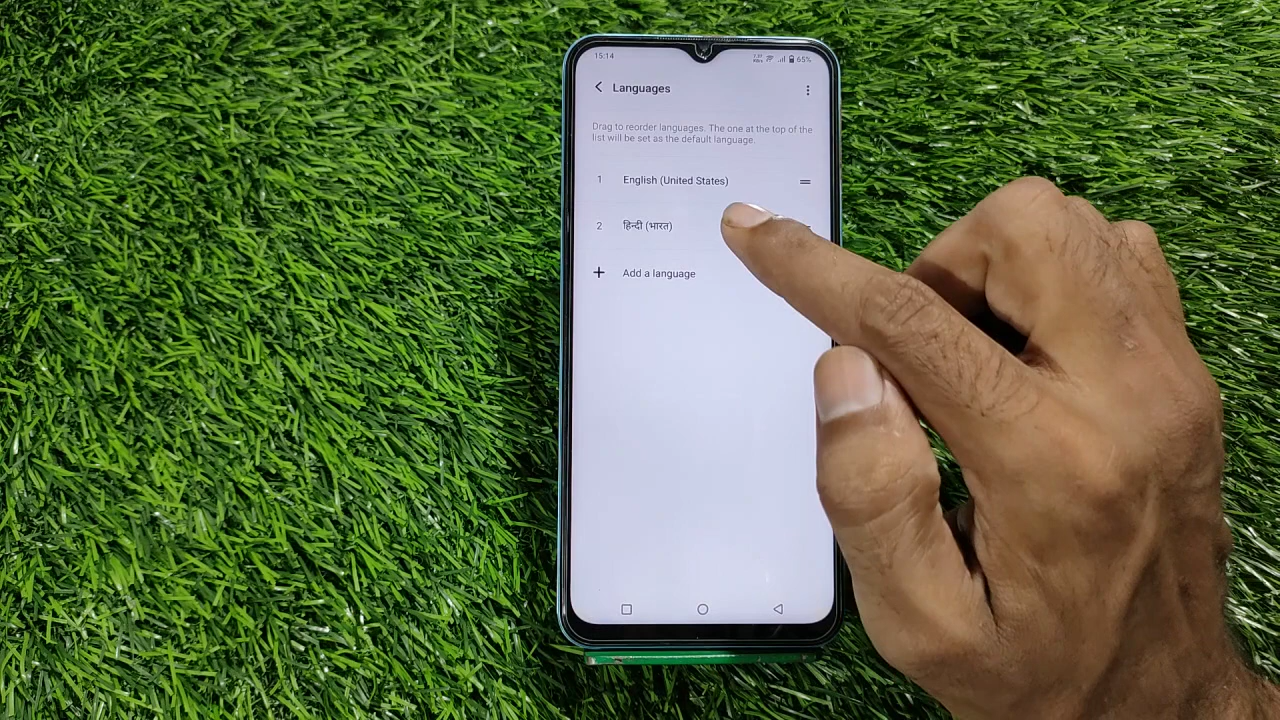 15:14
65%
Languages
Drag to reorder languages. The one at the top of the
list will be set as the default language.
1 English (United States)
2 हिन्दी (भारत)
+ Add a language